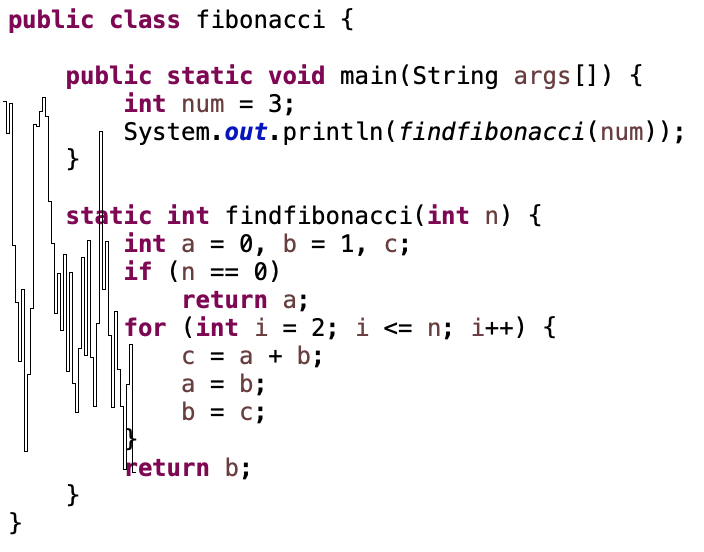 public class fibonacci {
public static void main(String args[]) {
int num = 3;
System.out.println(findfibonacci(num));
}
static int findfibonacci(int n) {
int a = 0, b = 1, c;
if (n == 0)
return a;
for (int i = 2; i <= n; i++) {
c = a + b;
a = b;
b = c;
}
return b;
}
}